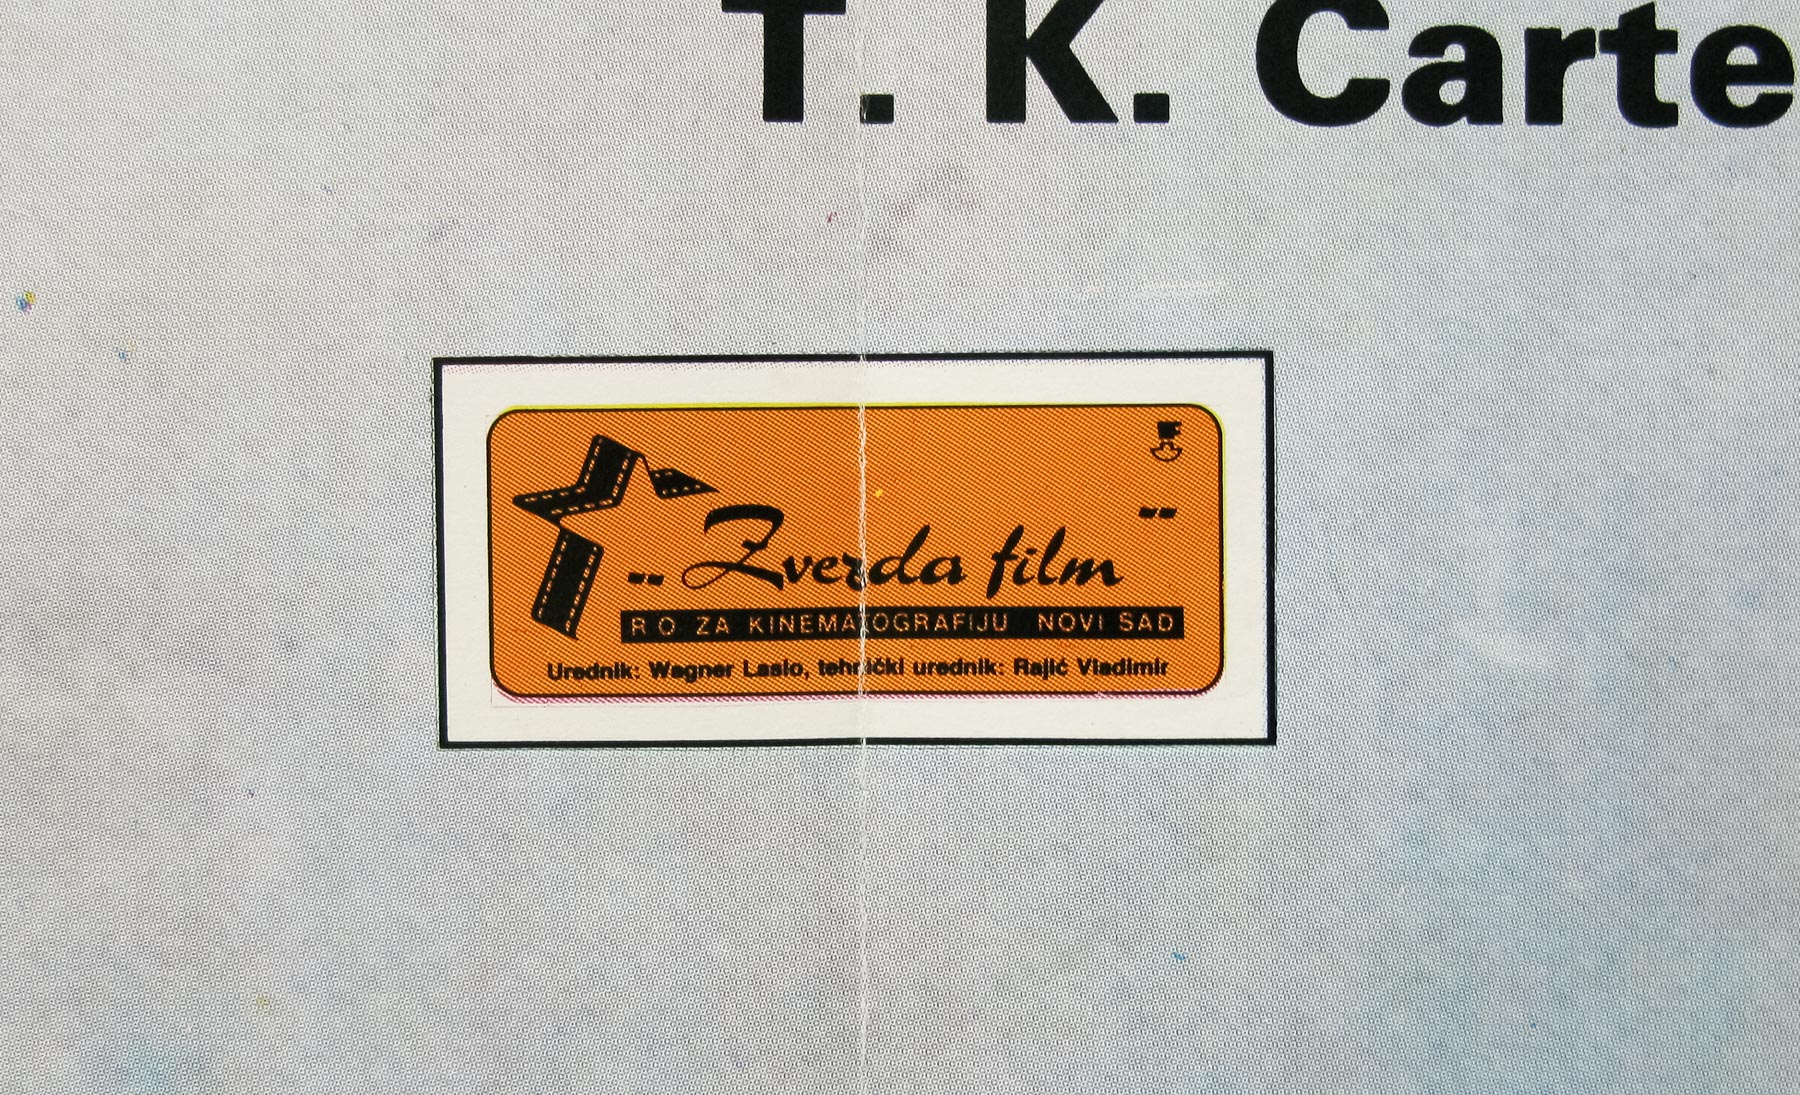 T. K. Carte
"Zvezda film"
RO ZA KINEMATOGRAFIJU NOVI SAD
Urednik: Wagner Laslo, tehnički urednik: Rajić Vladimir